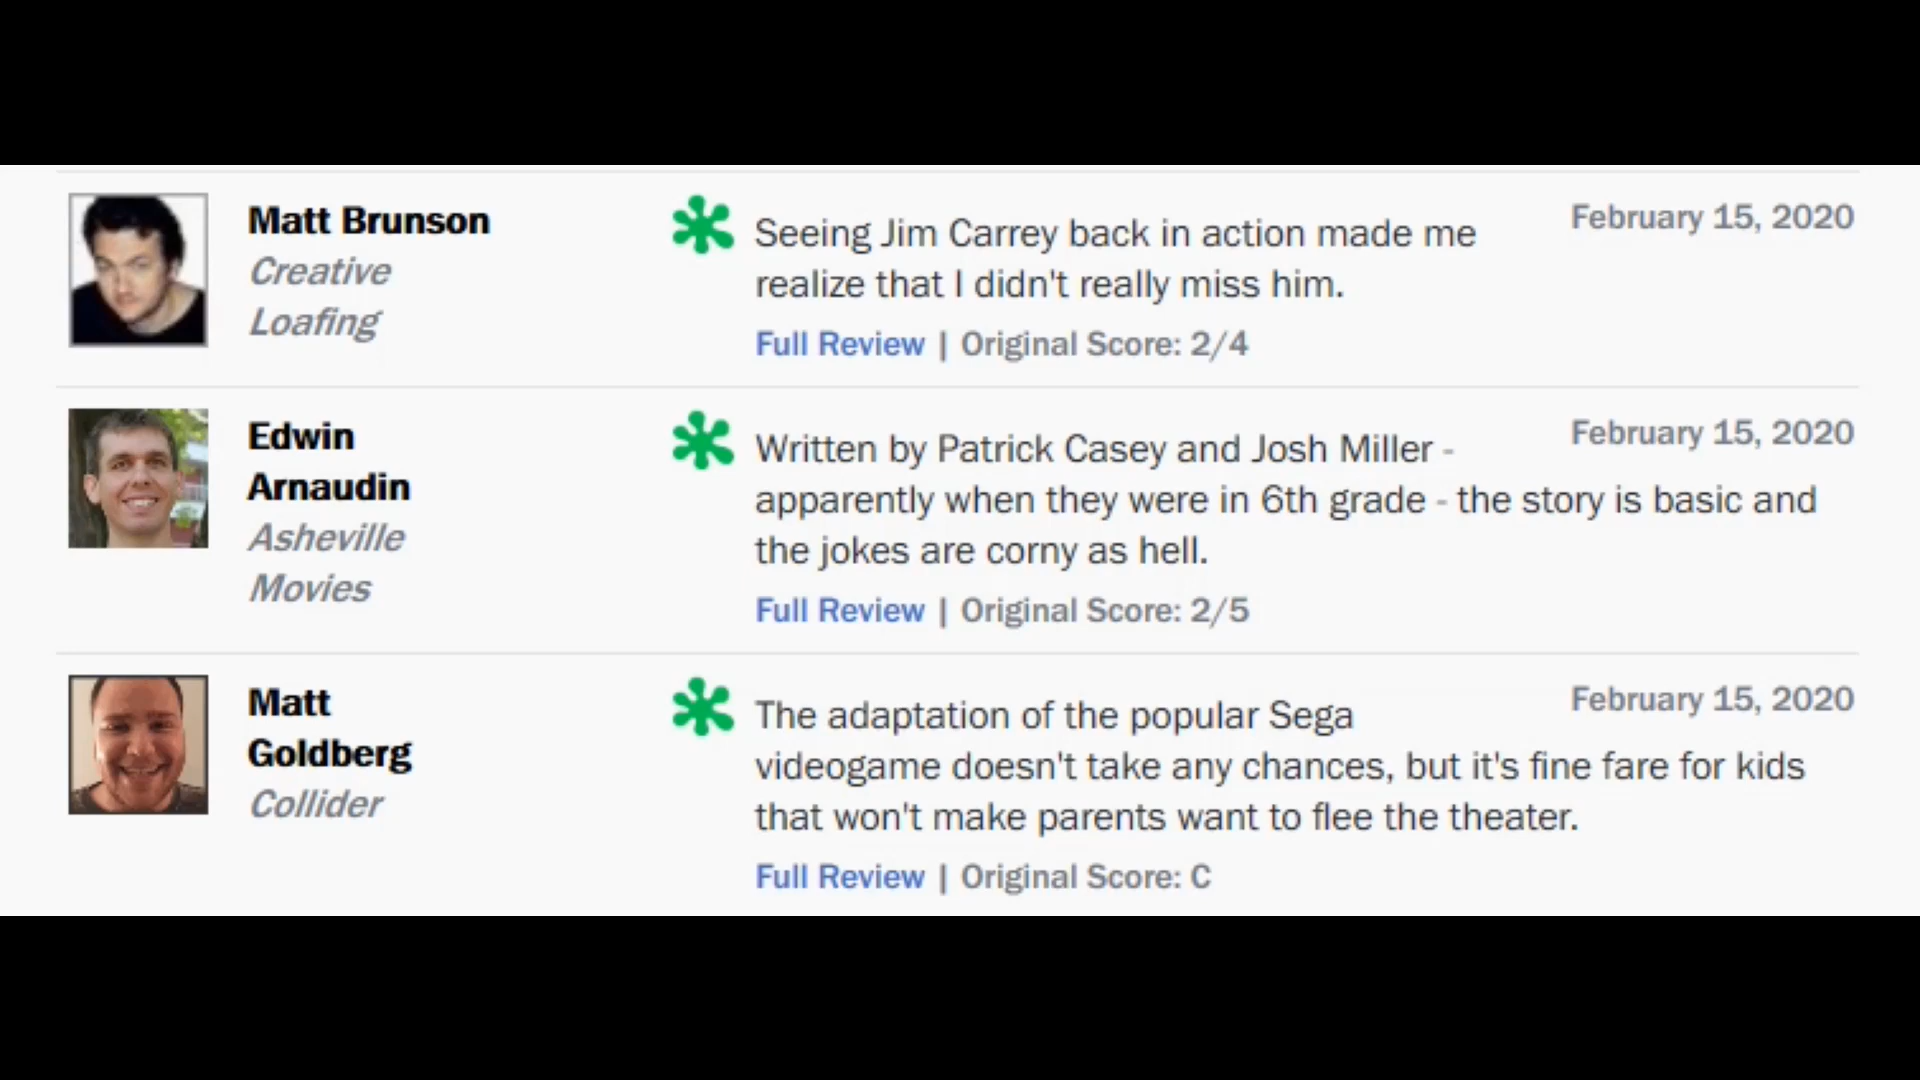 Matt Brunson
Creative
Loafing
Seeing Jim Carrey back in action made me
realize that I didn't really miss him.
February 15, 2020
Full Review | Original Score: 2/4
Edwin
Arnaudin
Asheville
Movies
Written by Patrick Casey and Josh Miller -
apparently when they were in 6th grade - the story is basic and
the jokes are corny as hell.
February 15, 2020
Full Review | Original Score: 2/5
Matt
Goldberg
Collider
The adaptation of the popular Sega
videogame doesn't take any chances, but it's fine fare for kids
that won't make parents want to flee the theater.
February 15, 2020
Full Review | Original Score: C